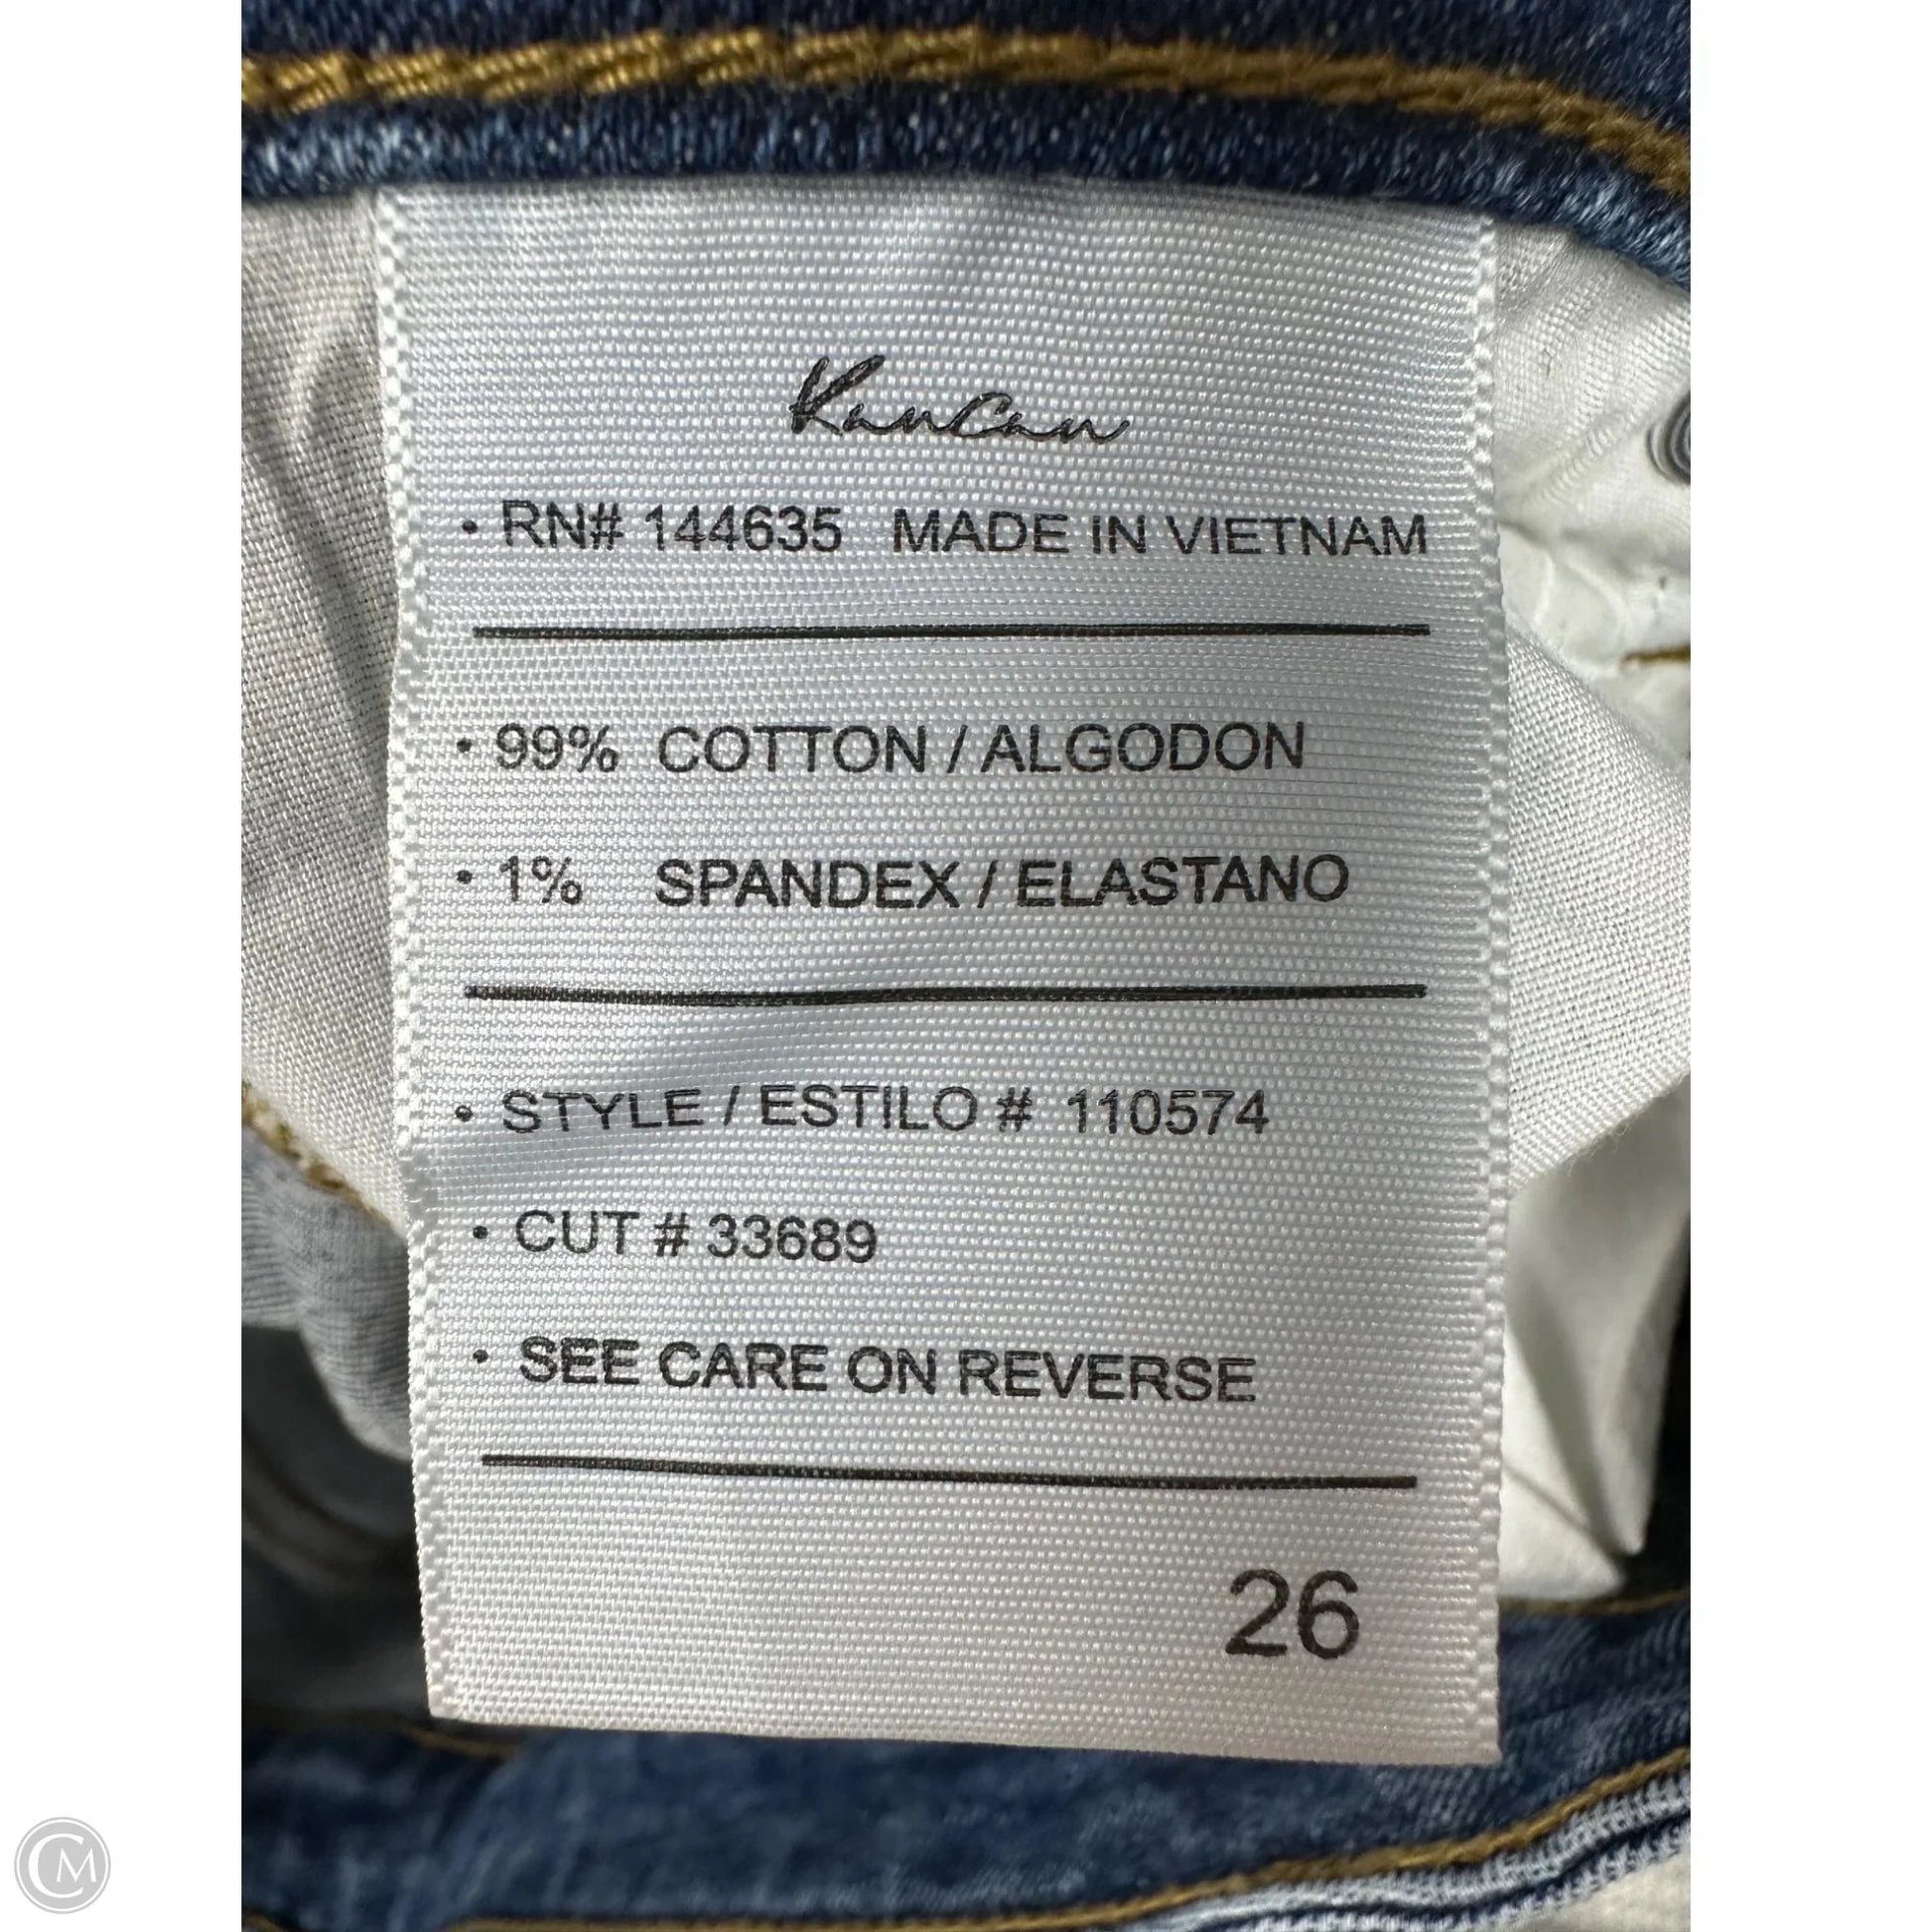 KanCan
• RN# 144635 MADE IN VIETNAM
• 99% COTTON / ALGODON
• 1% SPANDEX / ELASTANO
• STYLE / ESTILO # 110574
• CUT # 33689
• SEE CARE ON REVERSE
26
CM